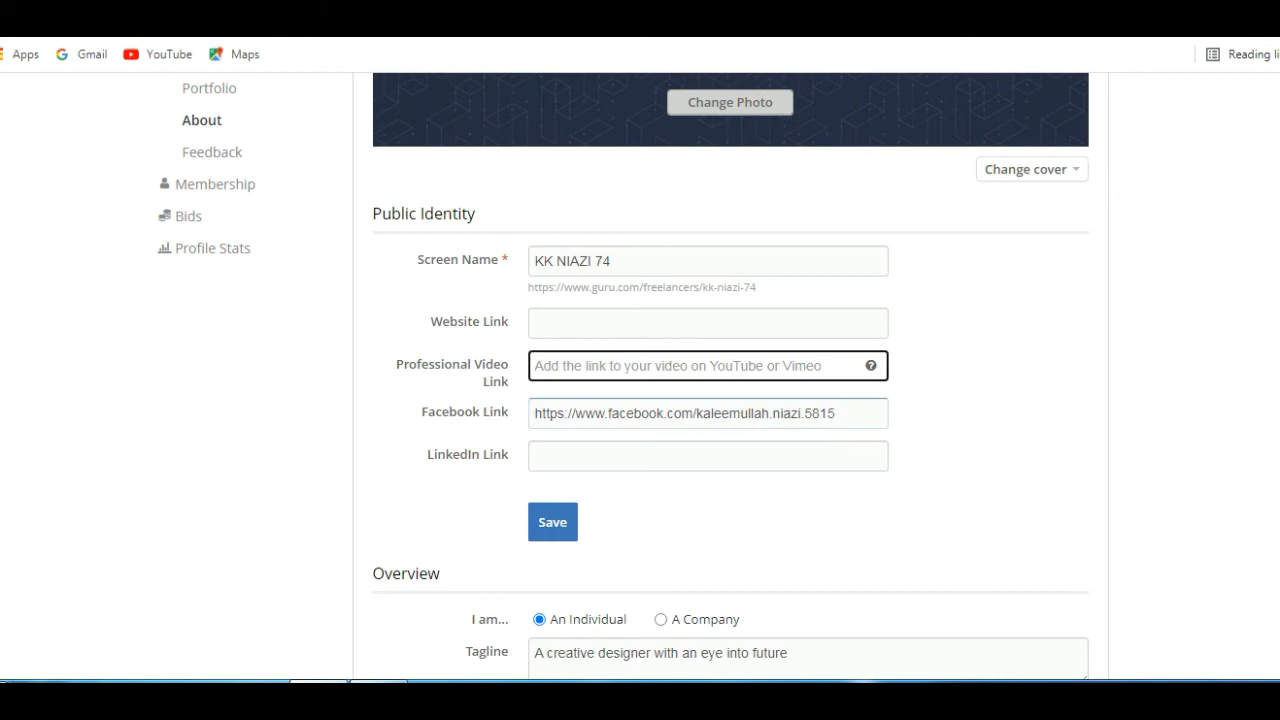 Apps Gmail YouTube Maps Reading li
Portfolio
About
Feedback
Membership
Bids
Profile Stats
Change Photo
Change cover
Public Identity
Screen Name * KK NIAZI 74
https://www.guru.com/freelancers/kk-niazi-74
Website Link
Professional Video Link Add the link to your video on YouTube or Vimeo
Facebook Link https://www.facebook.com/kaleemullah.niazi.5815
LinkedIn Link
Save
Overview
I am... An Individual A Company
Tagline A creative designer with an eye into future